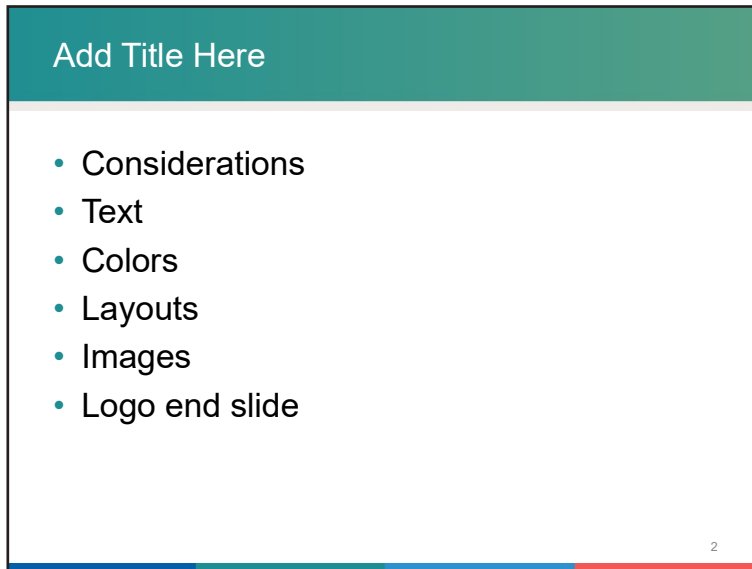 Add Title Here
• Considerations
• Text
• Colors
• Layouts
• Images
• Logo end slide
2